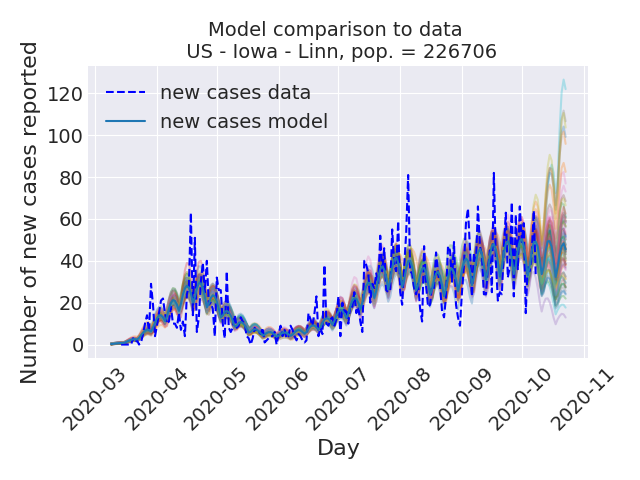 Model comparison to data
US - Iowa - Linn, pop. = 226706
Number of new cases reported
new cases data
new cases model
120
100
80
60
40
20
0
2020-03
2020-04
2020-05
2020-06
2020-07
2020-08
2020-09
2020-10
2020-11
Day